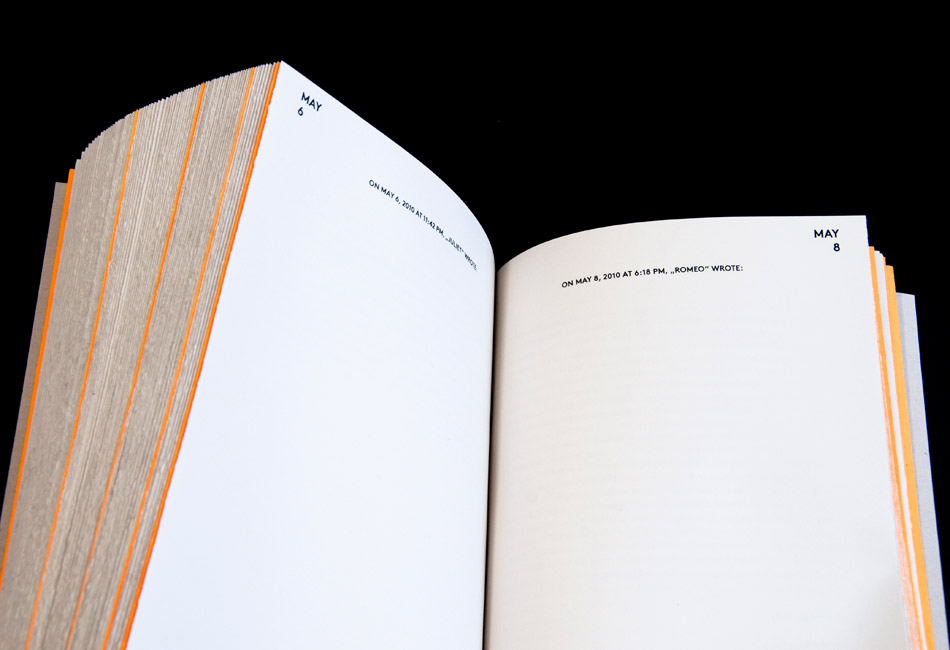 MAY
6
ON MAY 6, 2010 AT 11:42 PM, „JULIET“ WROTE:
MAY
8
ON MAY 8, 2010 AT 6:18 PM, „ROMEO“ WROTE: